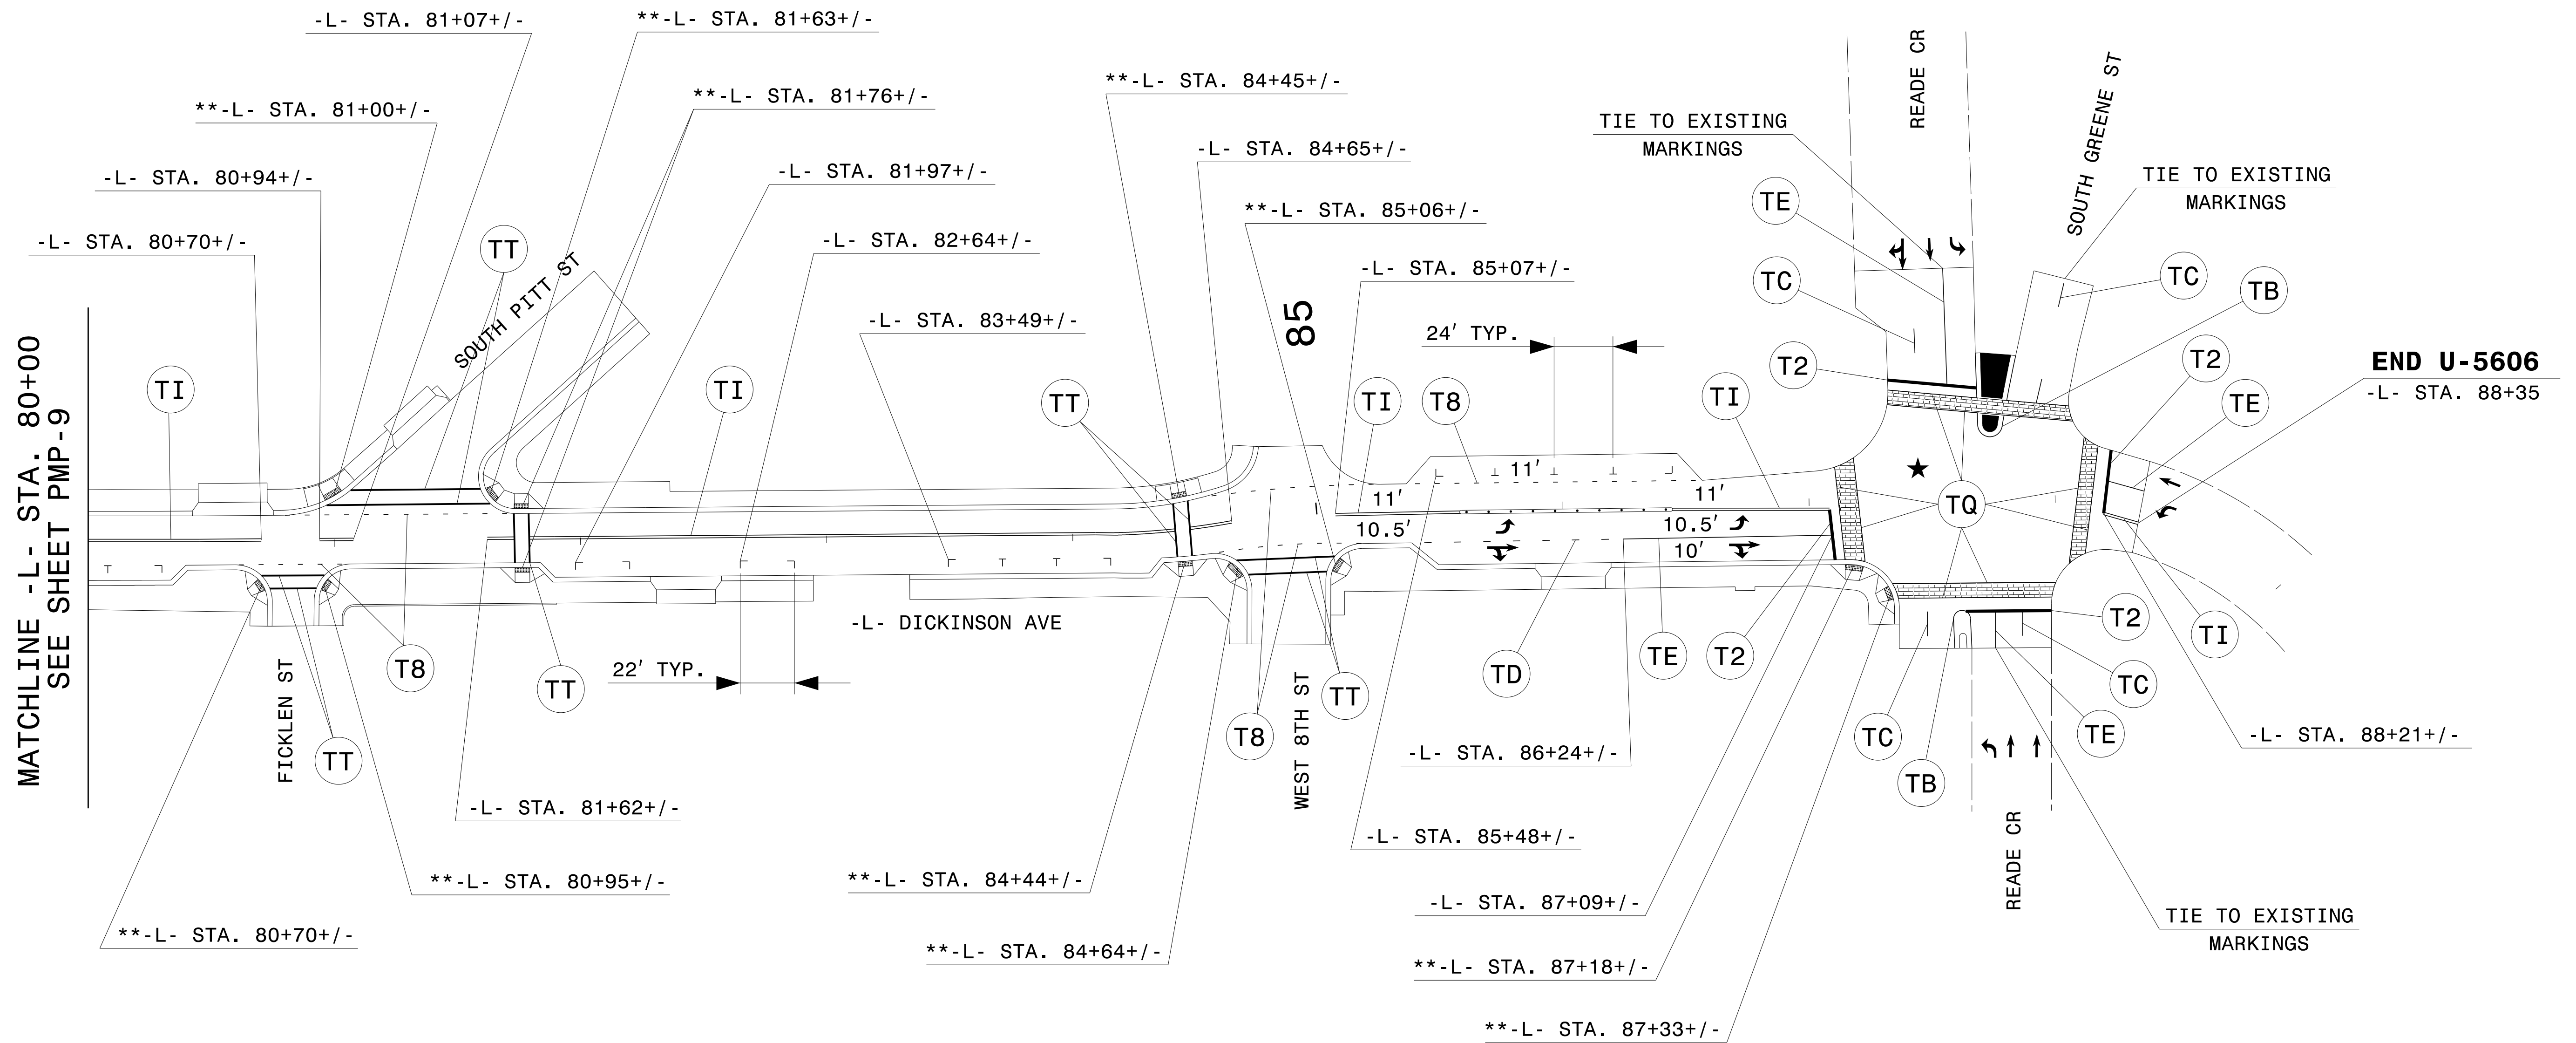 -L- STA. 81+07+/-
**-L- STA. 81+63+/-
**-L- STA. 81+00+/-
**-L- STA. 81+76+/-
**-L- STA. 84+45+/-
-L- STA. 80+94+/-
-L- STA. 81+97+/-
-L- STA. 84+65+/-
-L- STA. 80+70+/-
-L- STA. 82+64+/-
**-L- STA. 85+06+/-
-L- STA. 83+49+/-
-L- STA. 85+07+/-
TIE TO EXISTING
MARKINGS
READE CR
SOUTH GREENE ST
TIE TO EXISTING
MARKINGS
TE
TC
TC
TB
T2
T2
TE
END U-5606
-L- STA. 88+35
MATCHLINE -L- STA. 80+00
SEE SHEET PMP-9
TT
SOUTH PITT ST
TI
TI
TT
85
24' TYP.
TI
T8
TI
11'
11'
11'
10.5'
10.5'
10'
TQ
-L- DICKINSON AVE
FICKLEN ST
TT
T8
TT
22' TYP.
WEST 8TH ST
T8
TT
TD
TE
T2
T2
TI
TC
TC
TB
TE
READE CR
-L- STA. 88+21+/-
-L- STA. 86+24+/-
-L- STA. 81+62+/-
-L- STA. 85+48+/-
**-L- STA. 80+95+/-
**-L- STA. 84+44+/-
-L- STA. 87+09+/-
TIE TO EXISTING
MARKINGS
**-L- STA. 80+70+/-
**-L- STA. 84+64+/-
**-L- STA. 87+18+/-
**-L- STA. 87+33+/-